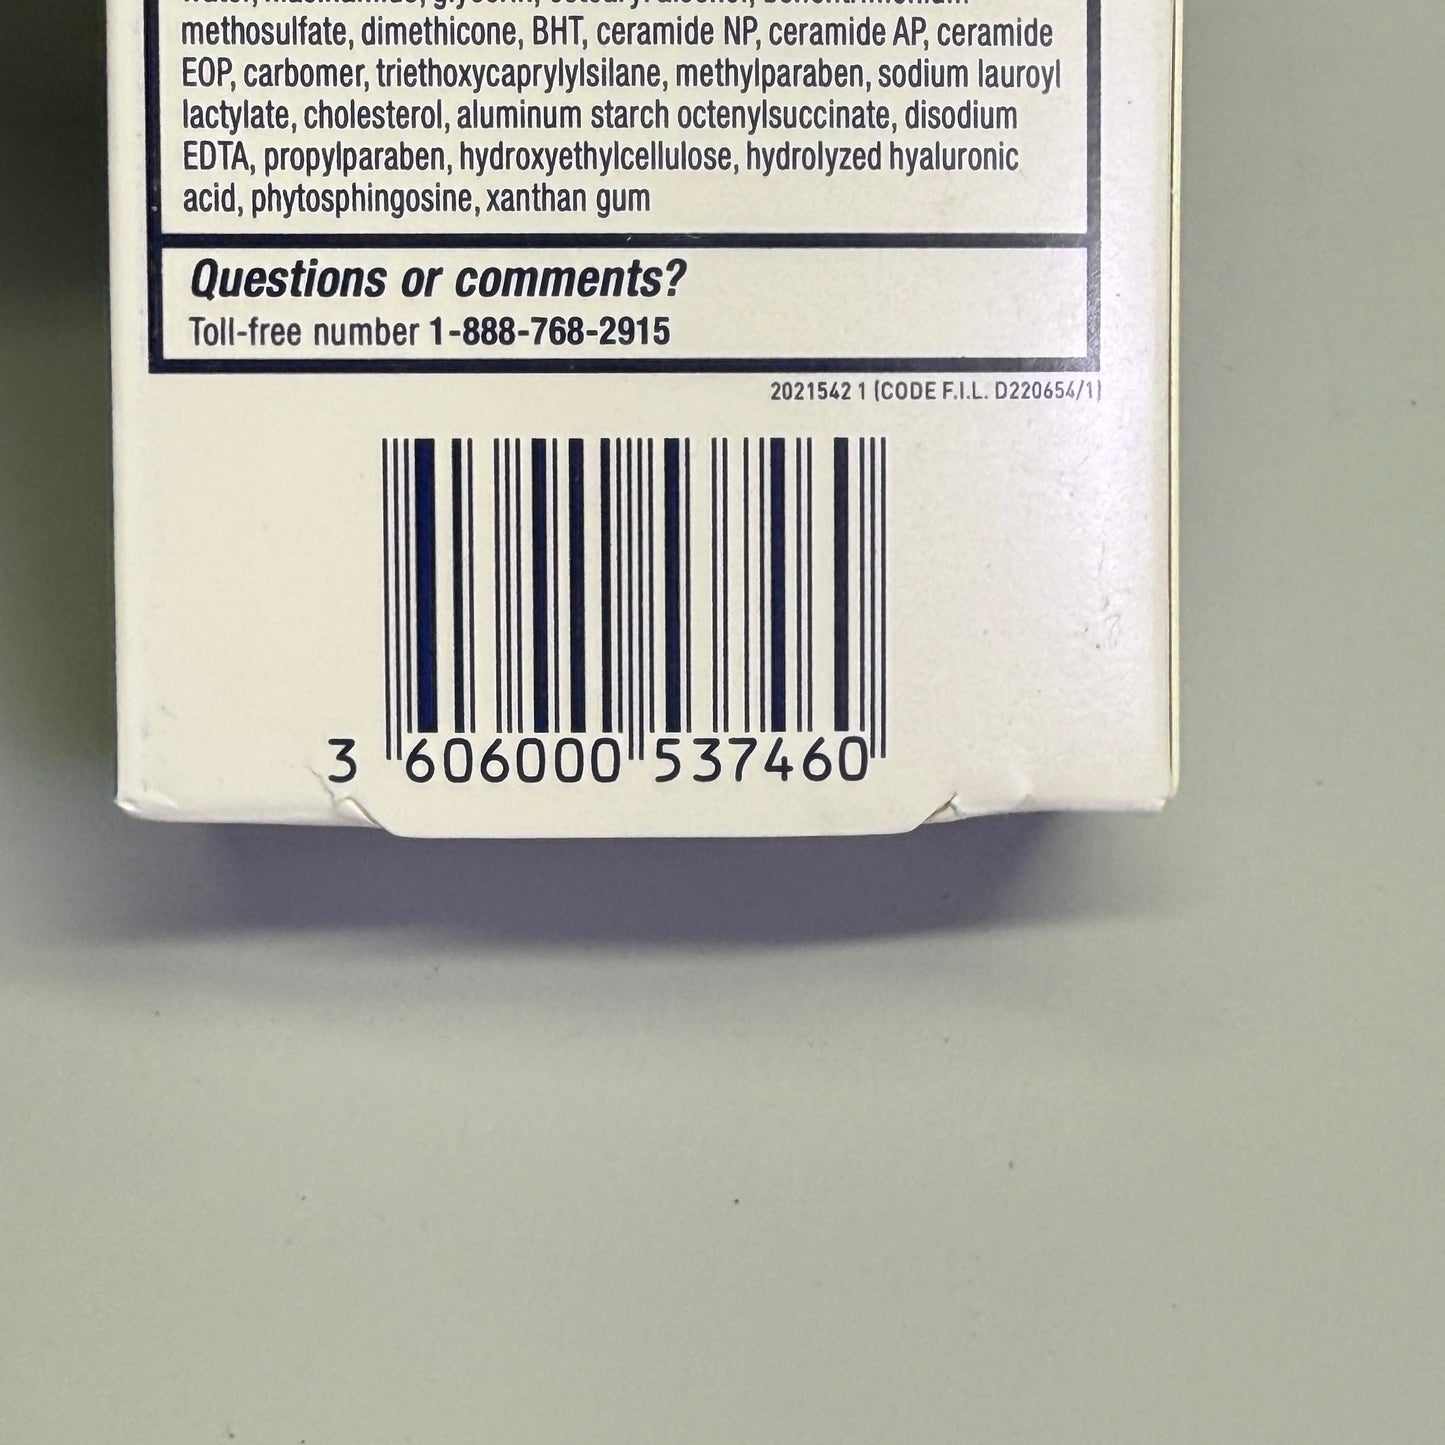 methosulfate, dimethicone, BHT, ceramide NP, ceramide AP, ceramide
EOP, carbomer, triethoxycaprylylsilane, methylparaben, sodium lauroyl
lactylate, cholesterol, aluminum starch octenylsuccinate, disodium
EDTA, propylparaben, hydroxyethylcellulose, hydrolyzed hyaluronic
acid, phytosphingosine, xanthan gum
Questions or comments?
Toll-free number 1-888-768-2915
2021542 1 (CODE F.I.L. D220654/1)
3 606000 537460